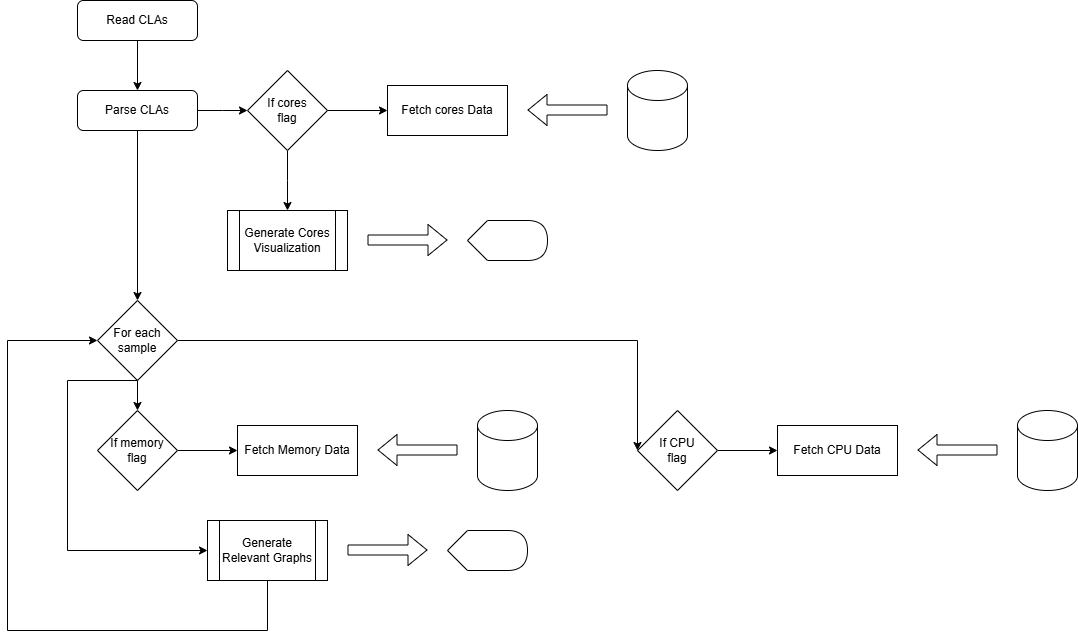 Read CLAs
Parse CLAs
If cores
flag
Fetch cores Data
Generate Cores
Visualization
For each
sample
If memory
flag
Fetch Memory Data
If CPU
flag
Fetch CPU Data
Generate
Relevant Graphs